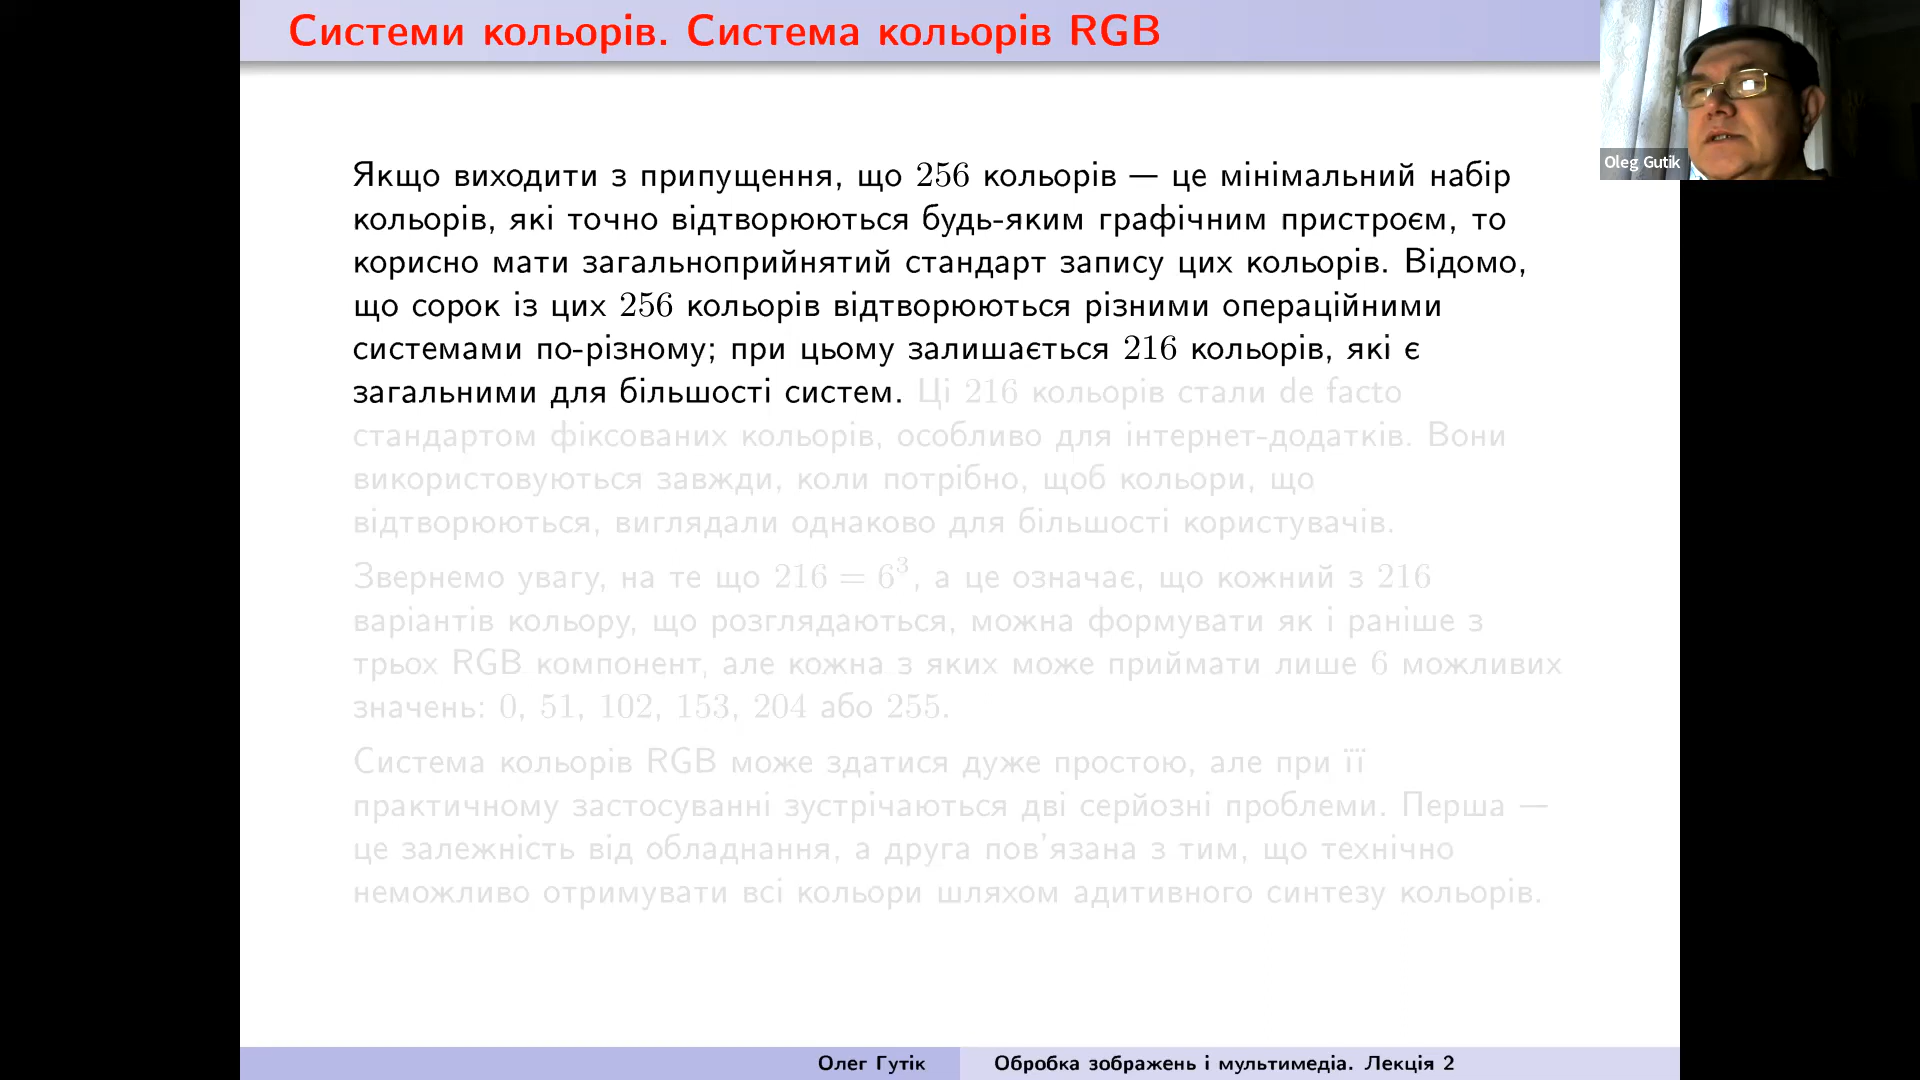 Системи кольорів. Система кольорів RGB
Oleg Gutik
Якщо виходити з припущення, що 256 кольорів — це мінімальний набір
кольорів, які точно відтворюються будь-яким графічним пристроєм, то
корисно мати загальноприйнятий стандарт запису цих кольорів. Відомо,
що сорок із цих 256 кольорів відтворюються різними операційними
системами по-різному; при цьому залишається 216 кольорів, які є
загальними для більшості систем. Ці 216 кольорів стали de facto
стандартом фіксованих кольорів, особливо для інтернет-додатків. Вони
використовуються завжди, коли потрібно, щоб кольори, що
відтворюються, виглядали однаково для більшості користувачів.
Звернемо увагу, на те що 216 = 6³, а це означає, що кожний з 216
варіантів кольору, що розглядаються, можна формувати як і раніше з
трьох RGB компонент, але кожна з яких може приймати лише 6 можливих
значень: 0, 51, 102, 153, 204 або 255.
Система кольорів RGB може здатися дуже простою, але при її
практичному застосуванні зустрічаються дві серйозні проблеми. Перша —
це залежність від обладнання, а друга пов'язана з тим, що технічно
неможливо отримувати всі кольори шляхом адитивного синтезу кольорів.
Олег Гутік
Обробка зображень і мультимедіа. Лекція 2